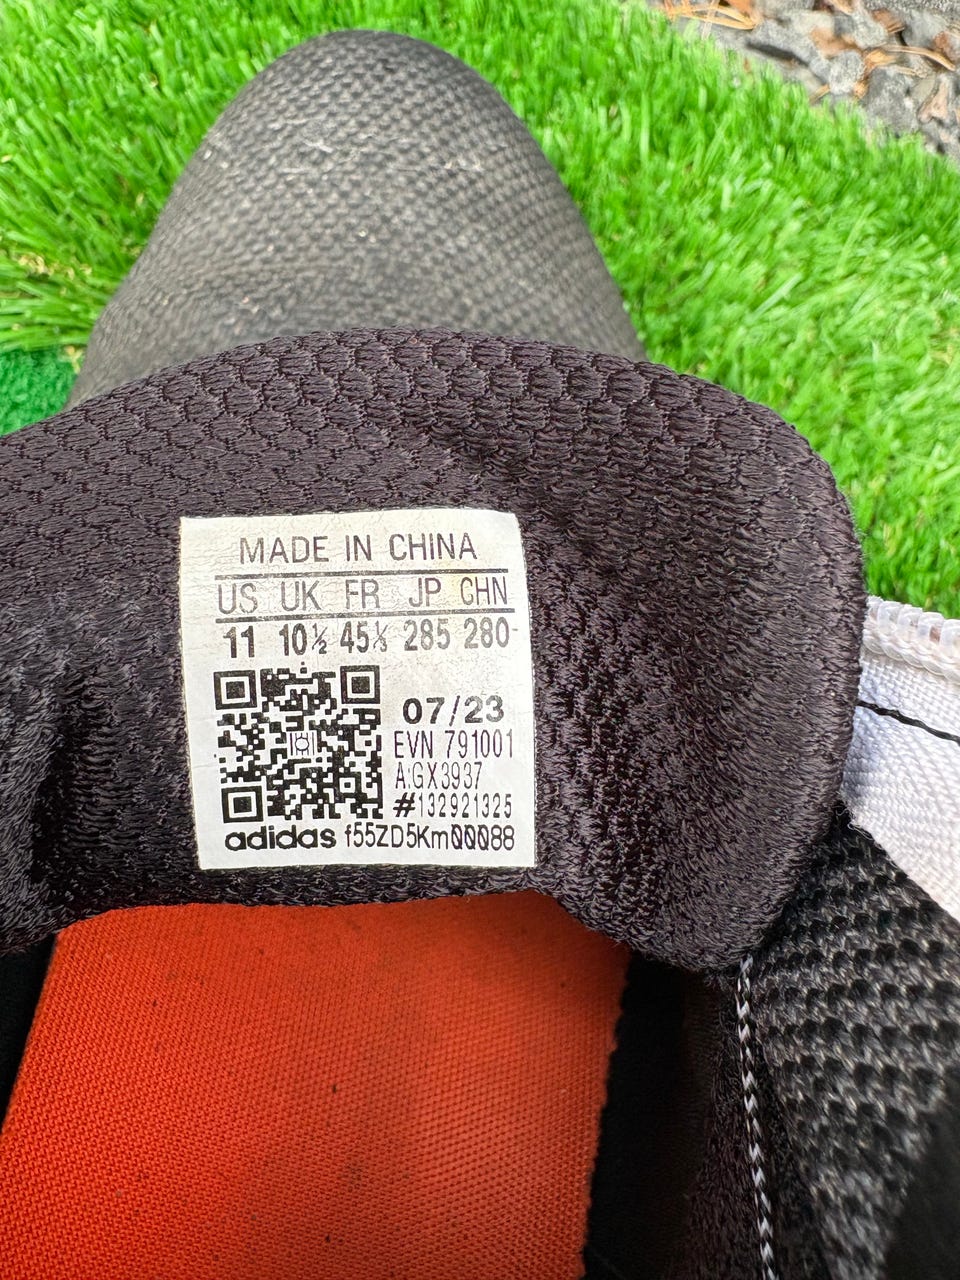 MADE IN CHINA
US UK FR JP CHN
11 10½ 45⅓ 285 280-
07/23
EVN 791001
A:GX3937
#132921325
adidas f55ZD5Km00088